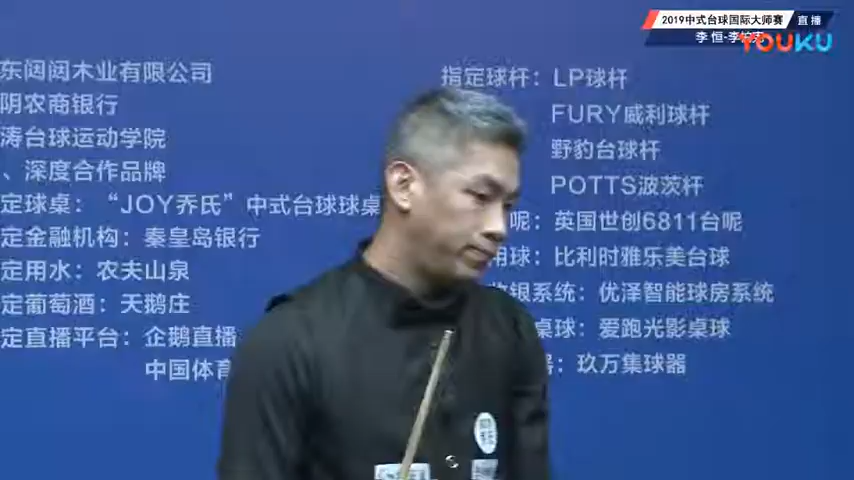 2019中式台球国际大师赛 直播
李恒-李
YOUKU
东闼闼木业有限公司
阴农商银行
涛台球运动学院
、深度合作品牌
定球桌：“JOY乔氏”中式台球球桌
定金融机构：秦皇岛银行
定用水：农夫山泉
定葡萄酒：天鹅庄
定直播平台：企鹅直播
中国体育
指定球杆：LP球杆
FURY威利球杆
野豹台球杆
POTTS波茨杆
呢：英国世创6811台呢
用球：比利时雅乐美台球
银系统：优泽智能球房系统
桌球：爱跑光影桌球
：玖万集球器